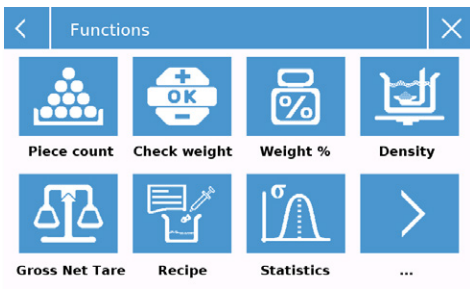 Functions
OK
%
Piece count Check weight Weight % Density
σ
Gross Net Tare Recipe Statistics ...